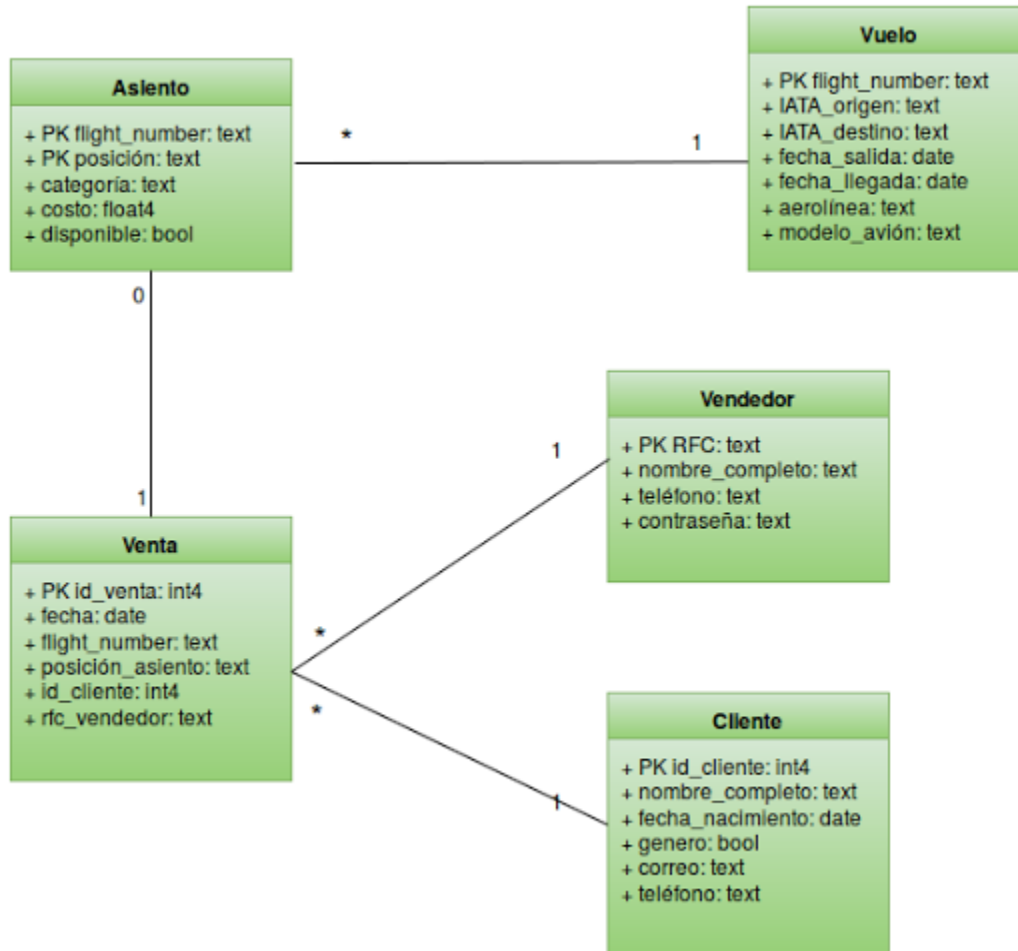 Asiento
+ PK flight_number: text
+ PK posición: text
+ categoría: text
+ costo: float4
+ disponible: bool
*
1
Vuelo
+ PK flight_number: text
+ IATA_origen: text
+ IATA_destino: text
+ fecha_salida: date
+ fecha_llegada: date
+ aerolínea: text
+ modelo_avión: text
0
1
Venta
+ PK id_venta: int4
+ fecha: date
+ flight_number: text
+ posición_asiento: text
+ id_cliente: int4
+ rfc_vendedor: text
*
1
Vendedor
+ PK RFC: text
+ nombre_completo: text
+ teléfono: text
+ contraseña: text
*
1
Cliente
+ PK id_cliente: int4
+ nombre_completo: text
+ fecha_nacimiento: date
+ genero: bool
+ correo: text
+ teléfono: text